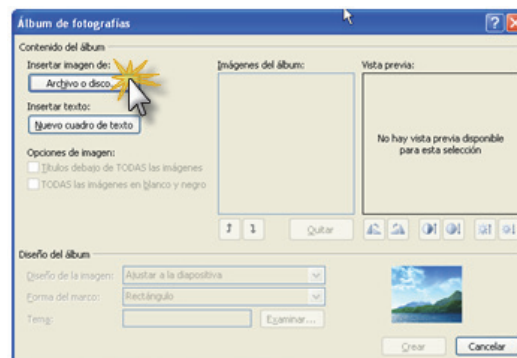 Álbum de fotografías
Contenido del álbum
Insertar imagen de:
Archivo o disco...
Insertar texto:
Nuevo cuadro de texto
Opciones de imagen:
Títulos debajo de TODAS las imágenes
TODAS las imágenes en blanco y negro
Imágenes del álbum:
Quitar
Vista previa:
No hay vista previa disponible
para esta selección
Diseño del álbum
Diseño de la imagen: Ajustar a la diapositiva
Forma del marco: Rectángulo
Tema: Examinar...
Crear Cancelar